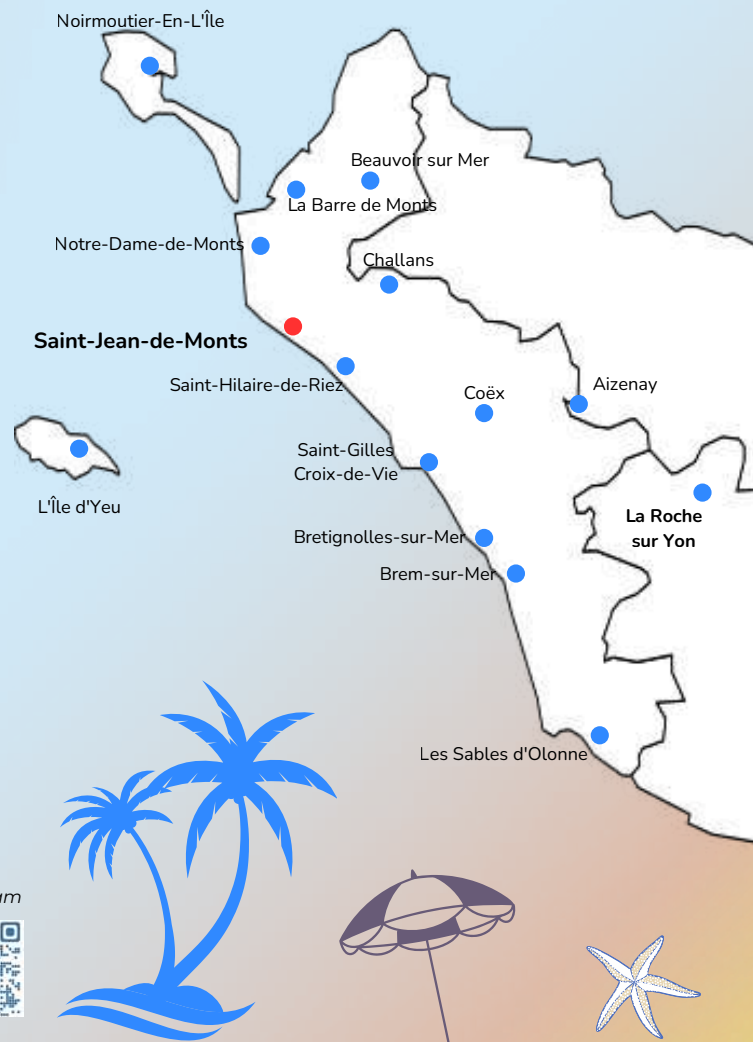 Noirmoutier-En-L'Île
Beauvoir sur Mer
La Barre de Monts
Notre-Dame-de-Monts
Challans
Saint-Jean-de-Monts
Saint-Hilaire-de-Riez
Aizenay
Coëx
Saint-Gilles
Croix-de-Vie
L'Île d'Yeu
La Roche
sur Yon
Bretignolles-sur-Mer
Brem-sur-Mer
Les Sables d'Olonne